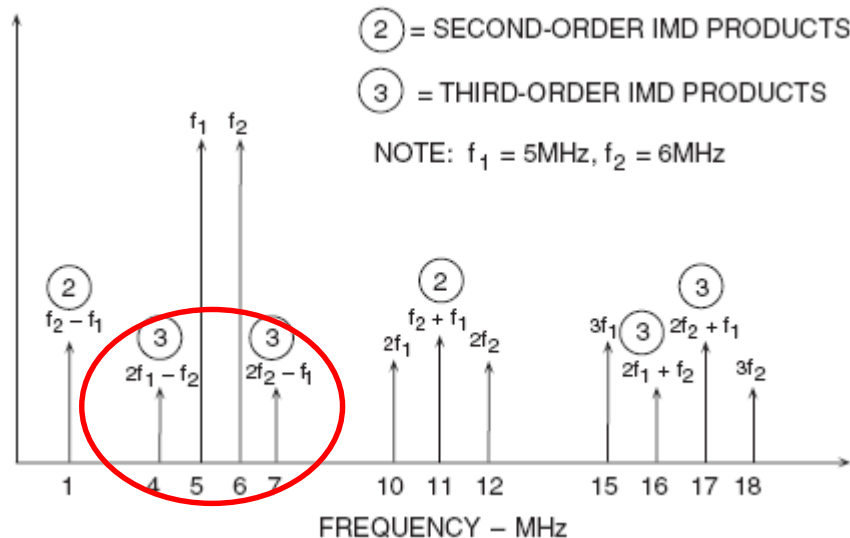 ② = SECOND-ORDER IMD PRODUCTS
③ = THIRD-ORDER IMD PRODUCTS
NOTE: f₁ = 5MHz, f₂ = 6MHz
f₁ f₂
② ② ③
f₂ – f₁ f₂ + f₁
③ ③ 3f₁ ③ 2f₂ + f₁
2f₁ – f₂ 2f₂ – f₁ 2f₁ 2f₂ 2f₁ + f₂ 3f₂
1 4 5 6 7 10 11 12 15 16 17 18
FREQUENCY – MHz